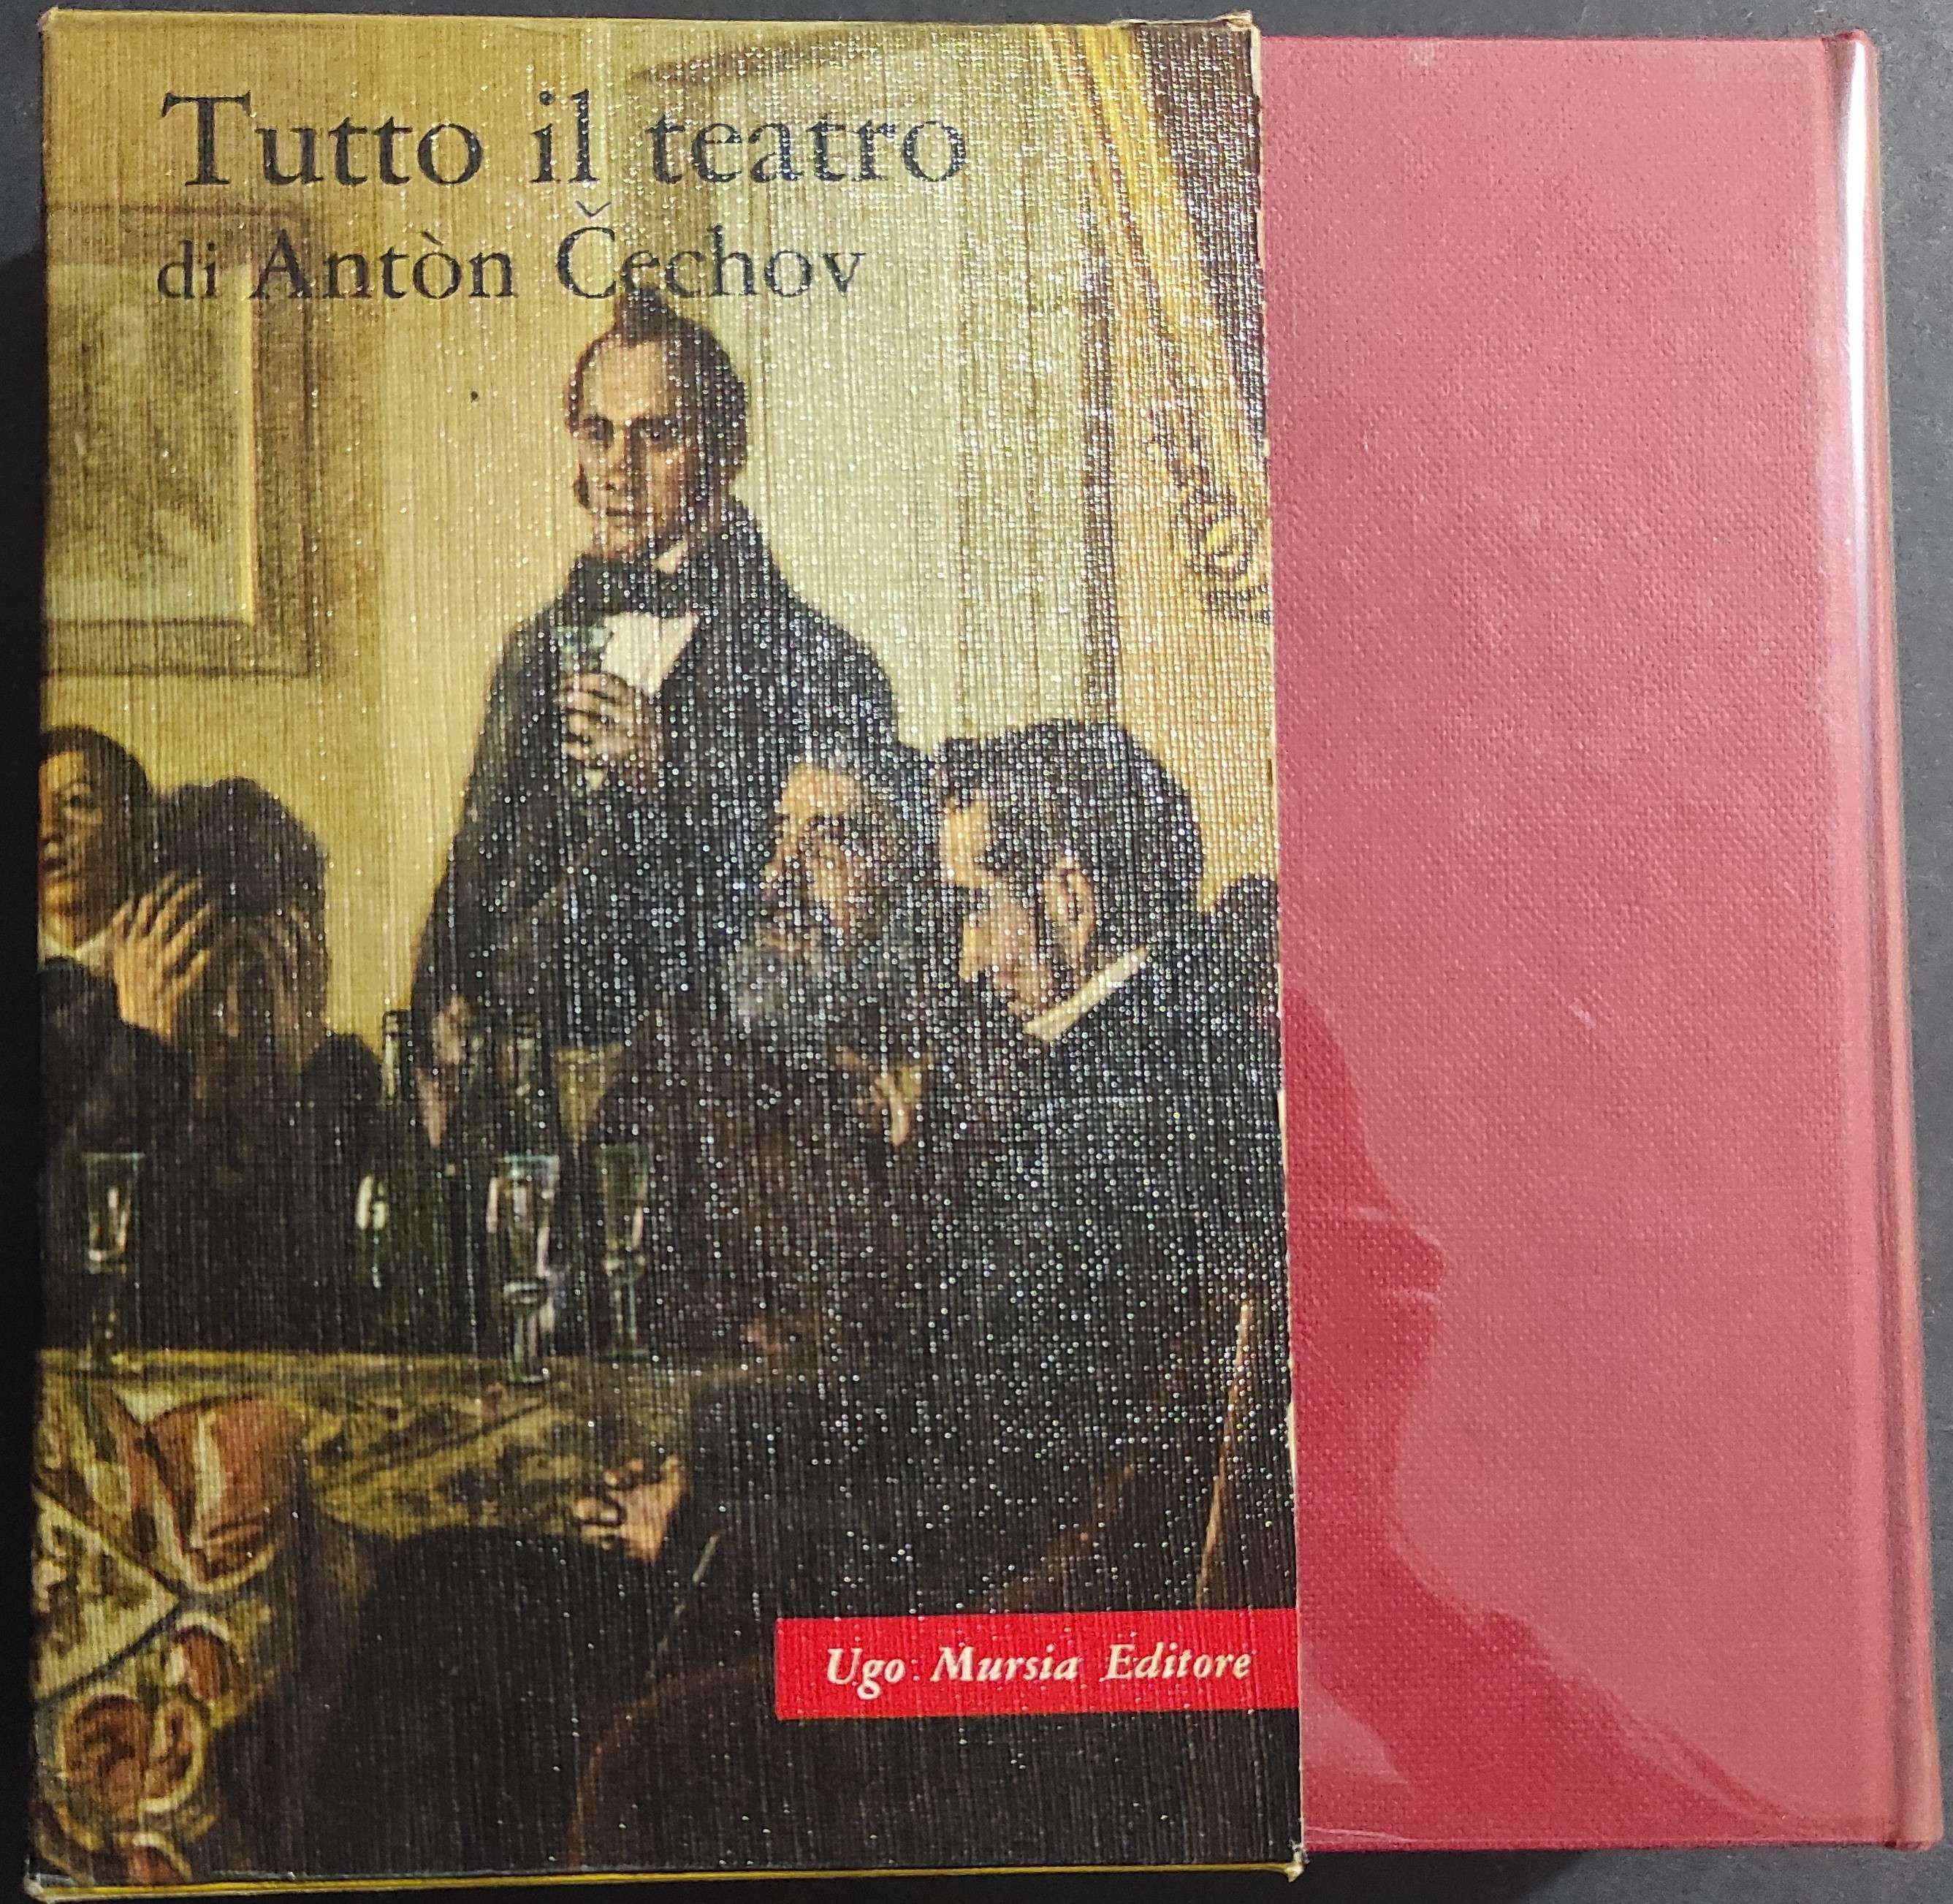 Tutto il teatro
di Antòn Čechov
Ugo Mursia Editore